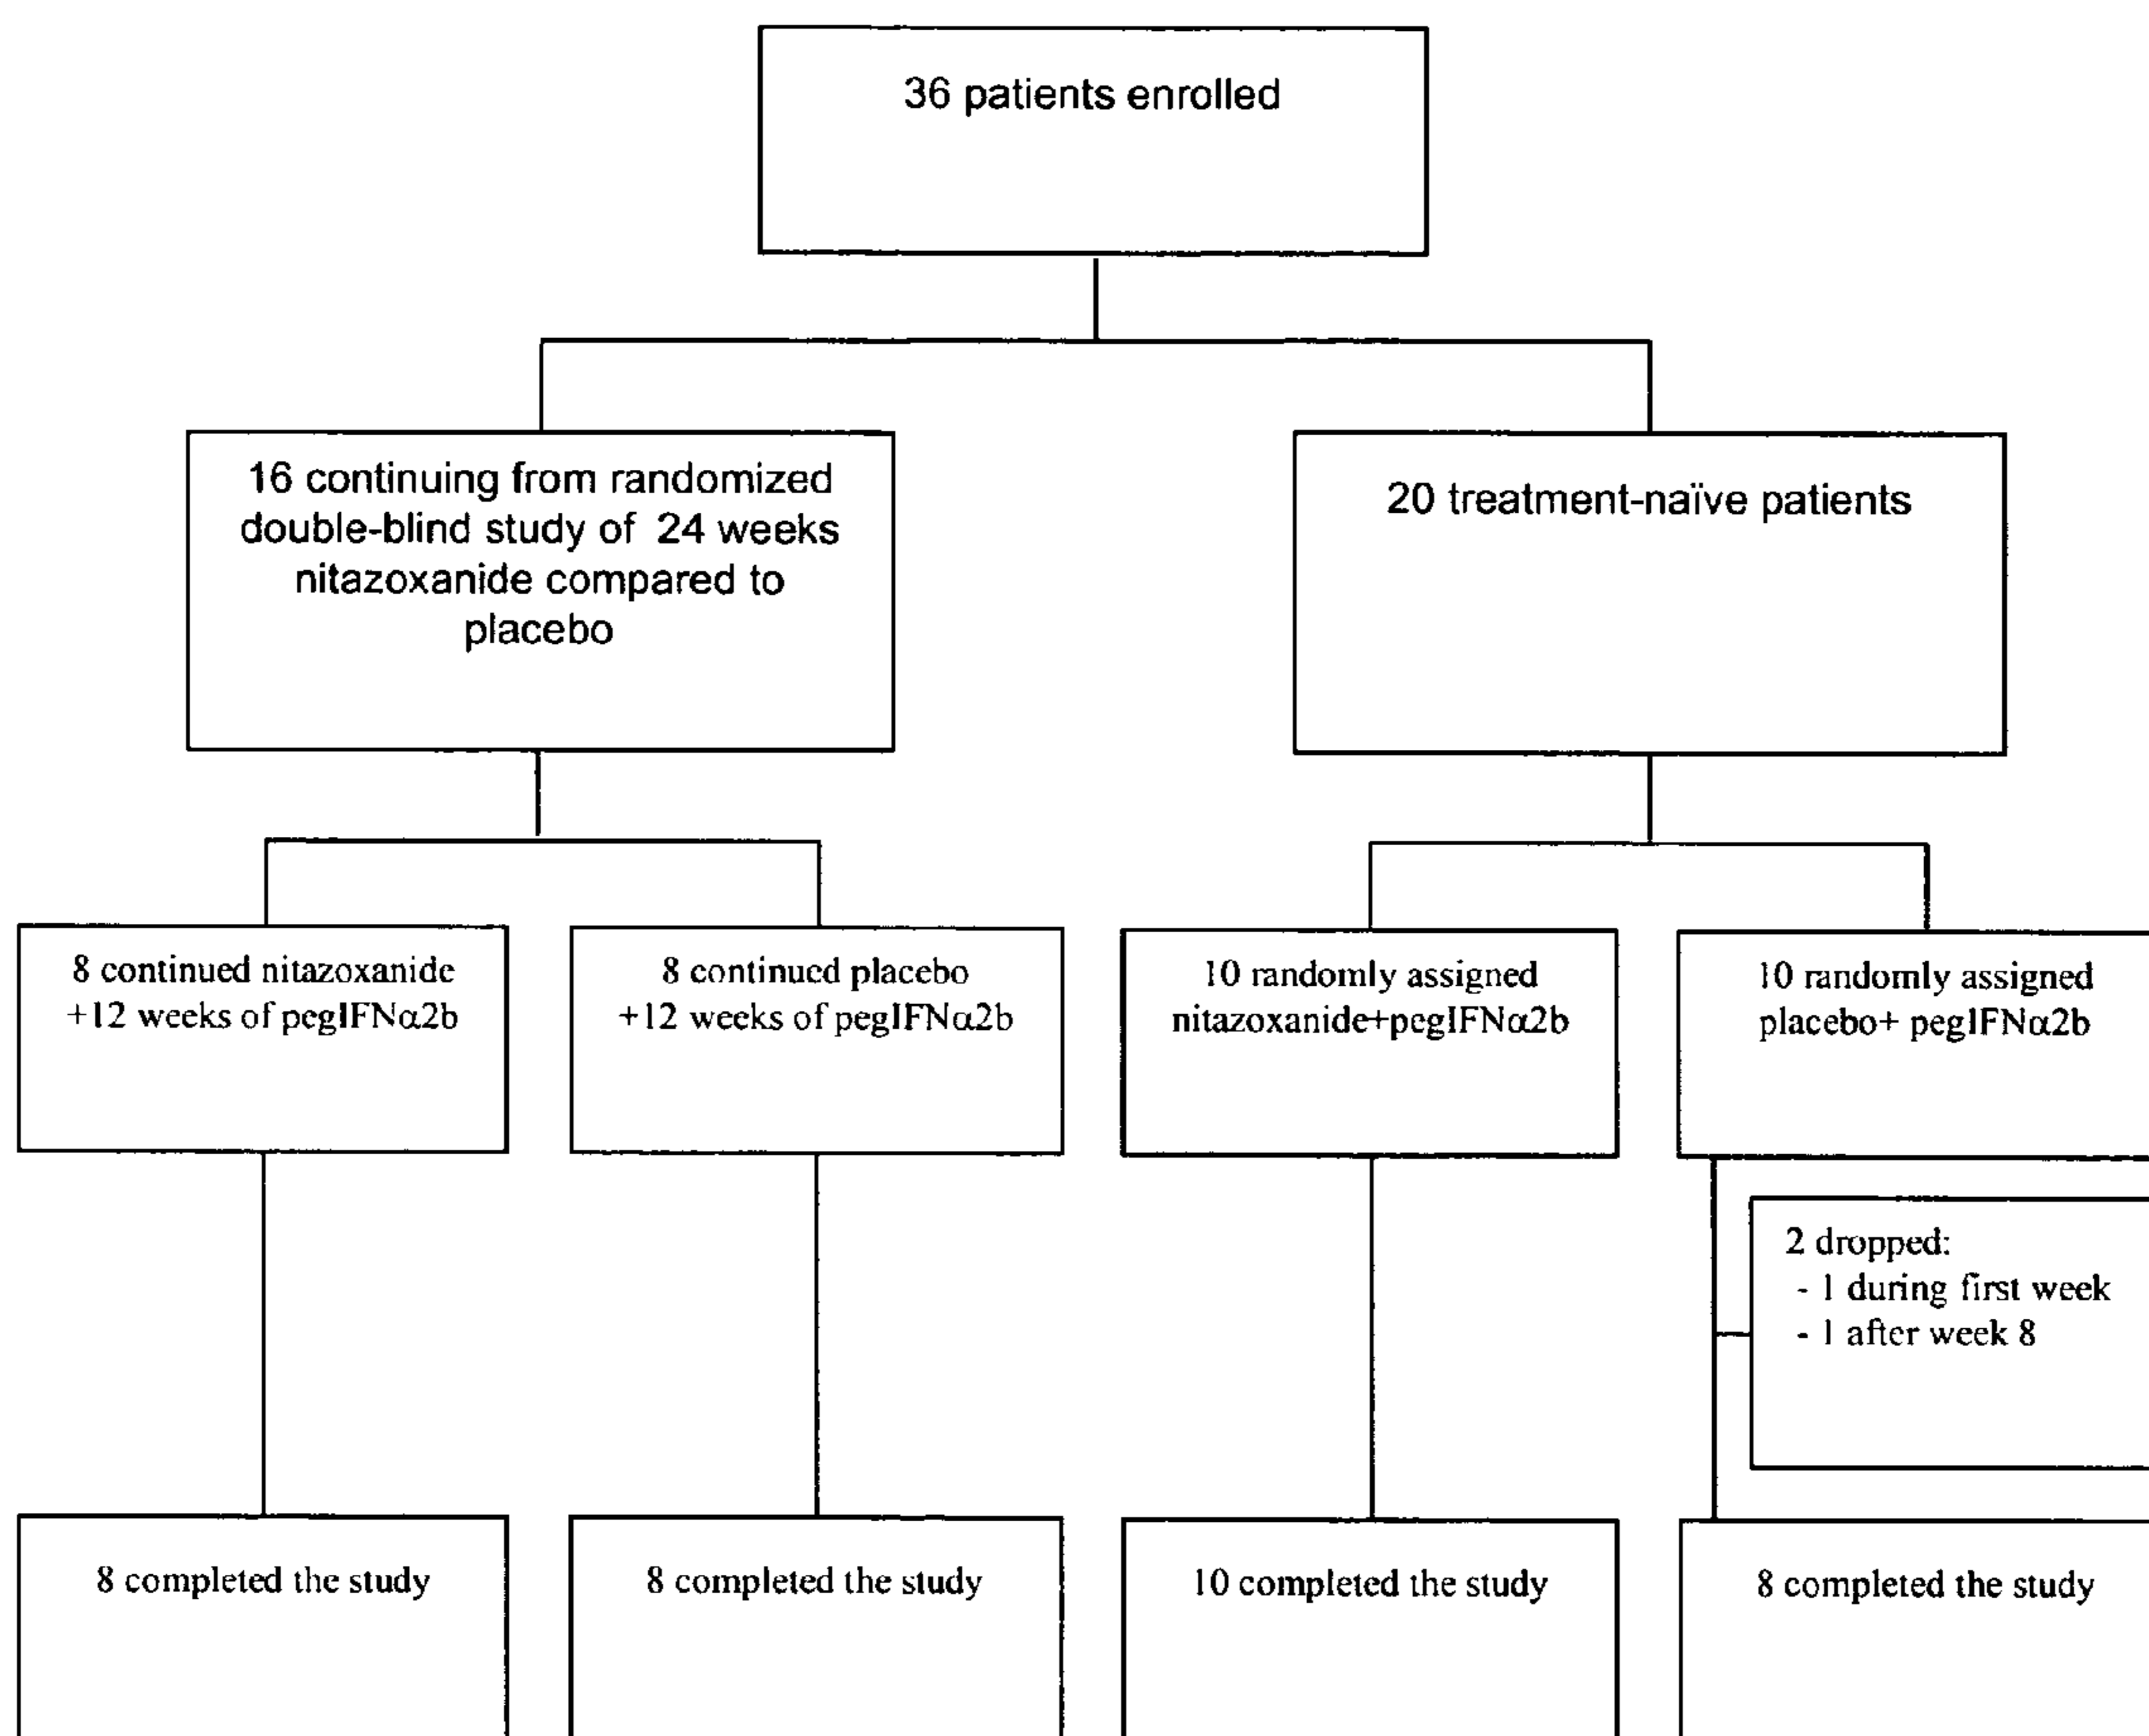 36 patients enrolled
16 continuing from randomized
double-blind study of 24 weeks
nitazoxanide compared to
placebo
20 treatment-naïve patients
8 continued nitazoxanide
+12 weeks of pegIFNα2b
8 continued placebo
+12 weeks of pegIFNα2b
10 randomly assigned
nitazoxanide+pegIFNα2b
10 randomly assigned
placebo+ pegIFNα2b
2 dropped:
- 1 during first week
- 1 after week 8
8 completed the study
8 completed the study
10 completed the study
8 completed the study